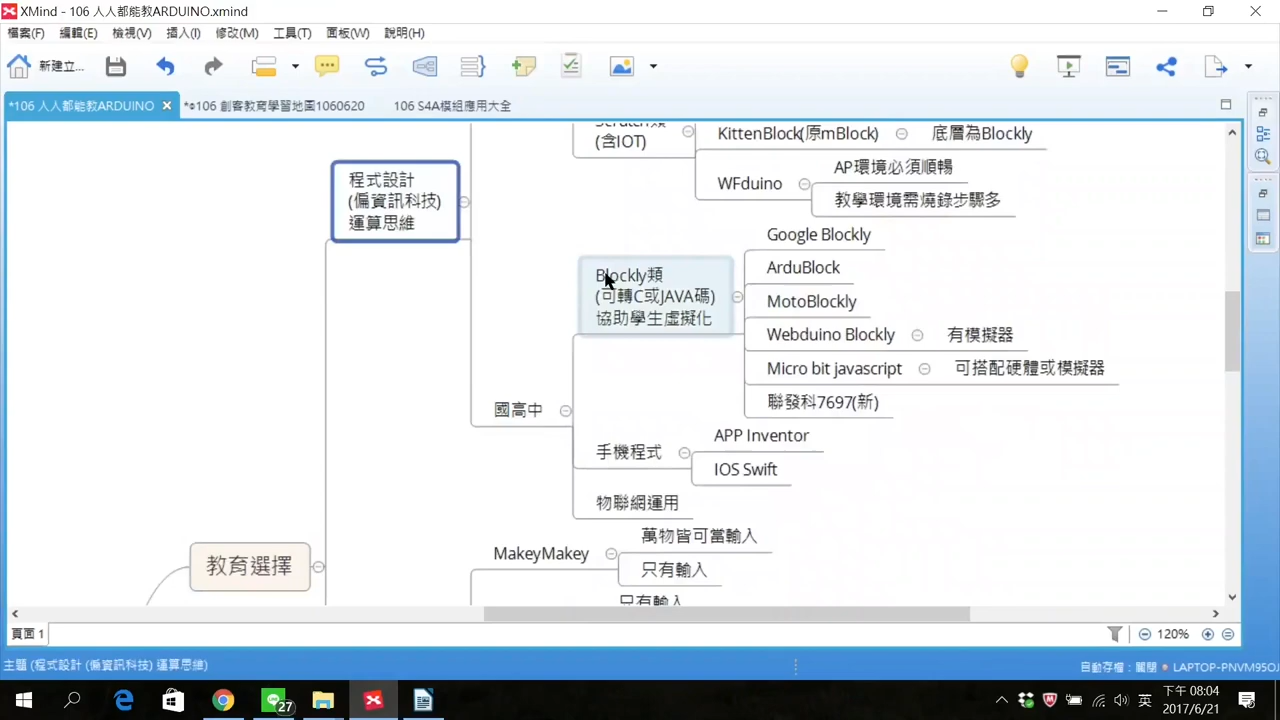 XMind - 106 人人都能教ARDUINO.xmind
檔案(F) 編輯(E) 檢視(V) 插入(I) 修改(M) 工具(T) 面板(W) 說明(H)
新建立...
*106 人人都能教ARDUINO
*106 創客教育學習地圖1060620
106 S4A模組應用大全
Scratch類
(含IOT)
KittenBlock(原mBlock)
底層為Blockly
WFduino
AP環境必須順暢
教學環境需燒錄步驟多
程式設計
(偏資訊科技)
運算思維
Blockly類
(可轉C或JAVA碼)
協助學生虛擬化
Google Blockly
ArduBlock
MotoBlockly
Webduino Blockly
有模擬器
Micro bit javascript
可搭配硬體或模擬器
聯發科7697(新)
國高中
手機程式
APP Inventor
IOS Swift
物聯網運用
教育選擇
MakeyMakey
萬物皆可當輸入
只有輸入
只有輸入
頁面 1
120%
主題 (程式設計 (偏資訊科技) 運算思維)
自動存檔：關閉
LAPTOP-PNVM95OJ
27
英
下午 08:04
2017/6/21